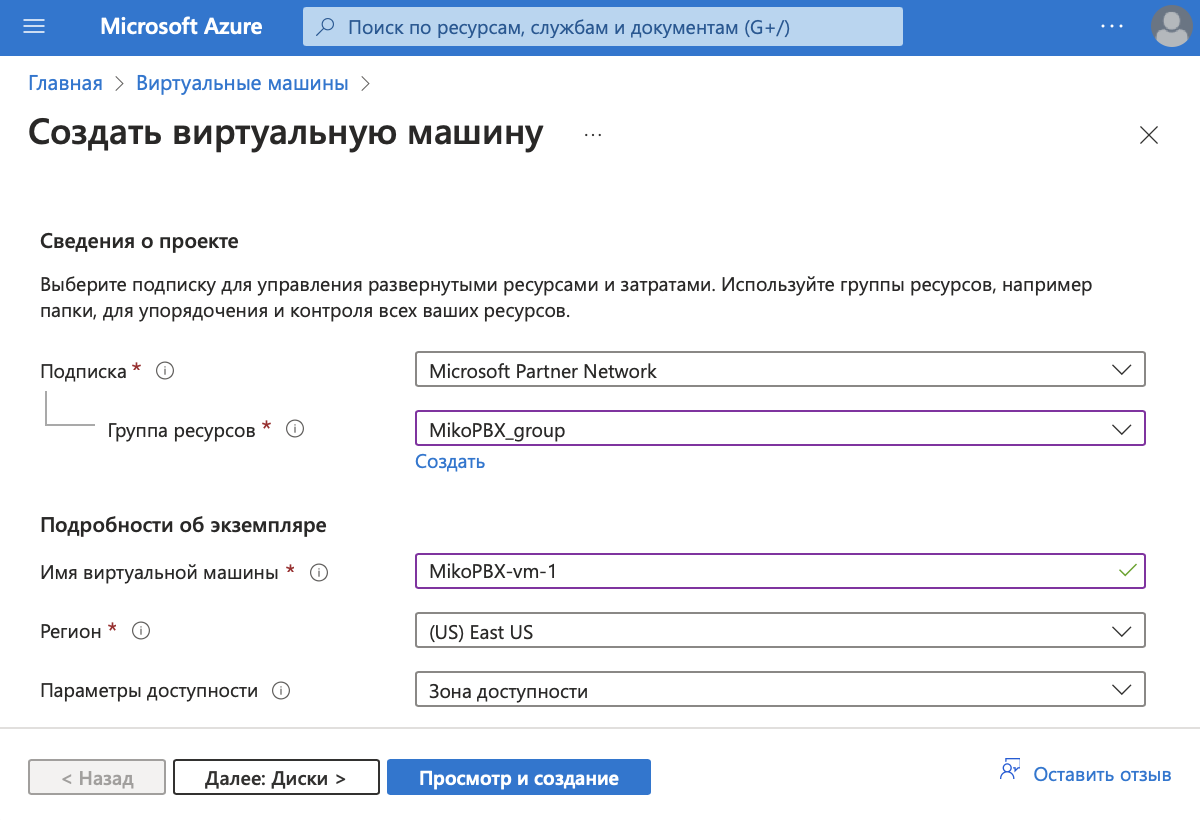 Microsoft Azure
Поиск по ресурсам, службам и документам (G+/)
Главная > Виртуальные машины >
Создать виртуальную машину ...
Сведения о проекте
Выберите подписку для управления развернутыми ресурсами и затратами. Используйте группы ресурсов, например
папки, для упорядочения и контроля всех ваших ресурсов.
Подписка *
Microsoft Partner Network
Группа ресурсов *
MikoPBX_group
Создать
Подробности об экземпляре
Имя виртуальной машины *
MikoPBX-vm-1
Регион *
(US) East US
Параметры доступности
Зона доступности
< Назад
Далее: Диски >
Просмотр и создание
Оставить отзыв